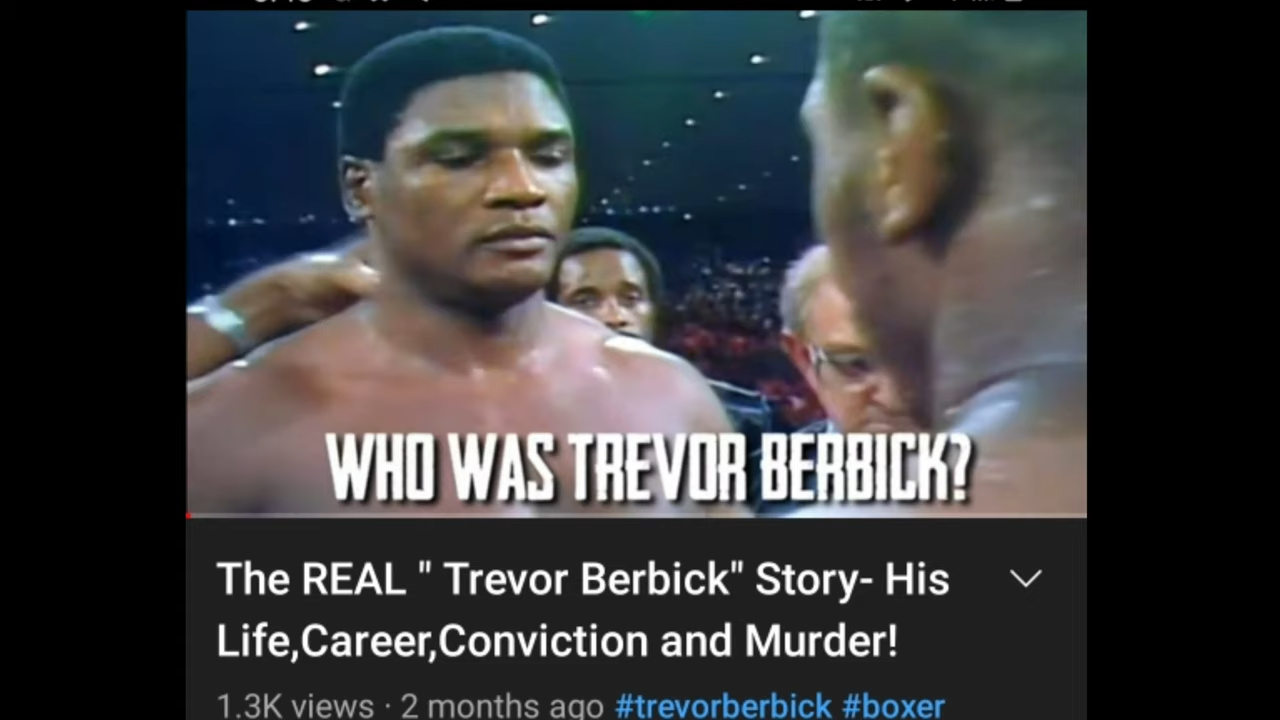 WHO WAS TREVOR BERBICK?
The REAL " Trevor Berbick" Story- His
Life,Career,Conviction and Murder!
1.3K views · 2 months ago #trevorberbick #boxer